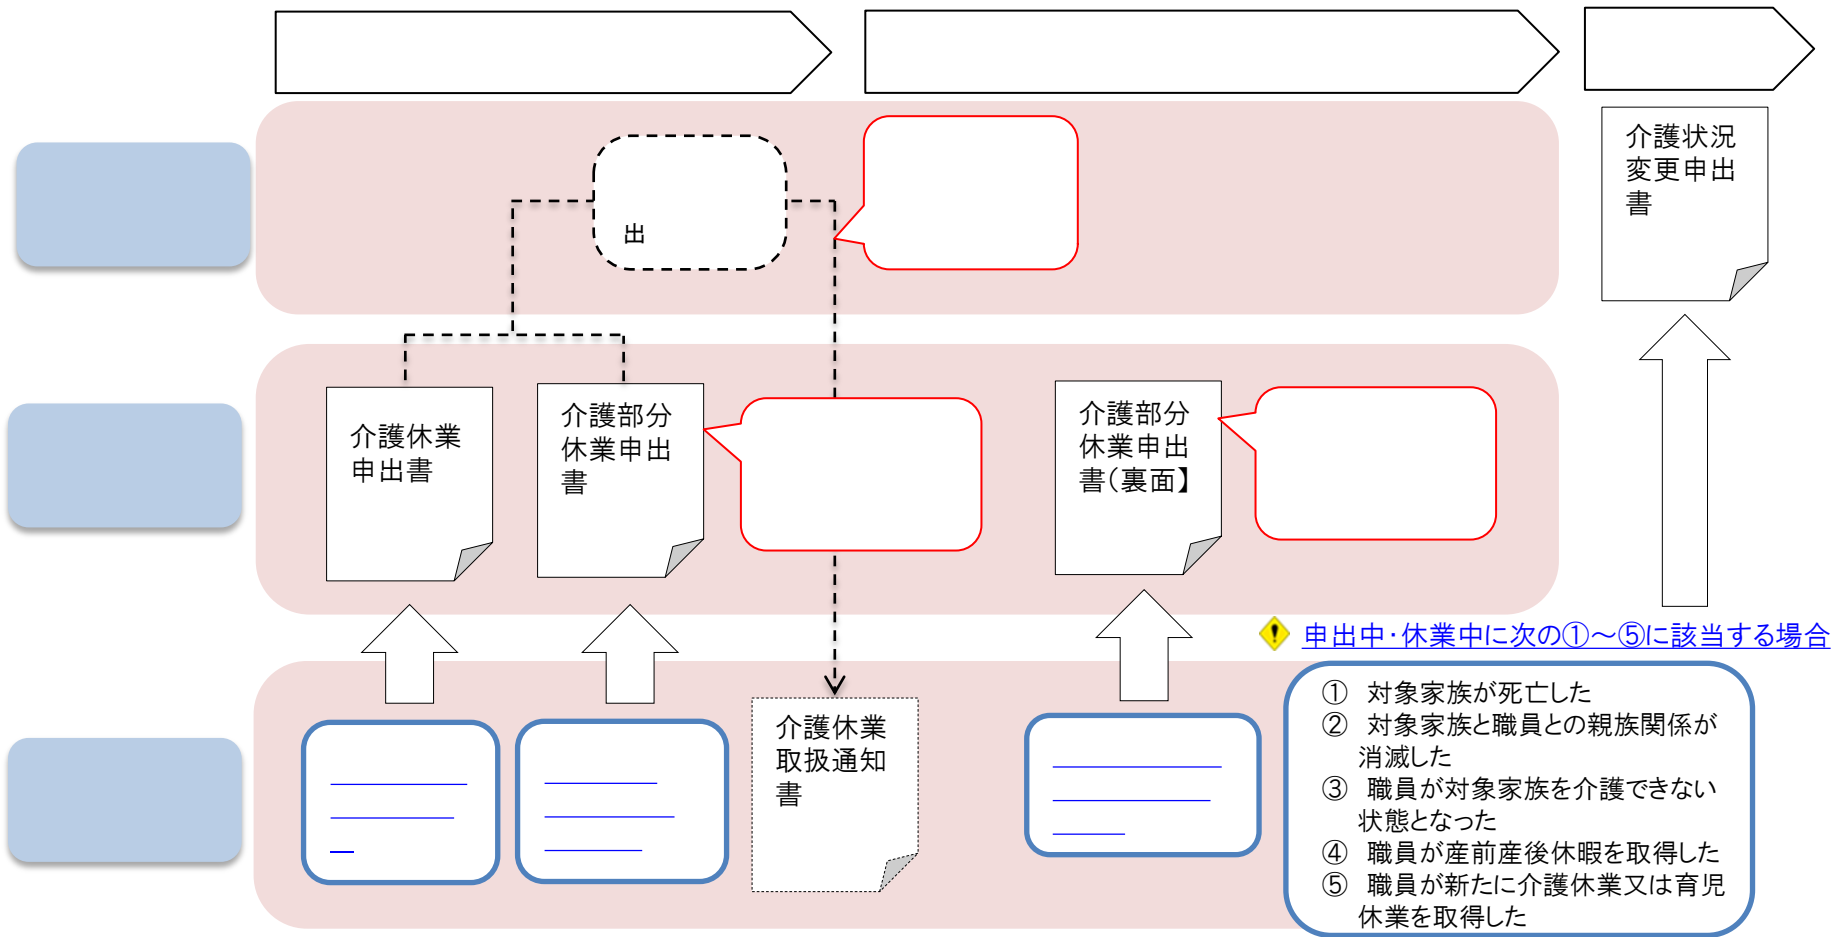 介護状況
変更申出
書
出
介護休業
申出書
介護部分
休業申出
書
介護部分
休業申出
書（裏面】
申出中・休業中に次の①～⑤に該当する場合
介護休業
取扱通知
書
① 対象家族が死亡した
② 対象家族と職員との親族関係が
消滅した
③ 職員が対象家族を介護できない
状態となった
④ 職員が産前産後休暇を取得した
⑤ 職員が新たに介護休業又は育児
休業を取得した